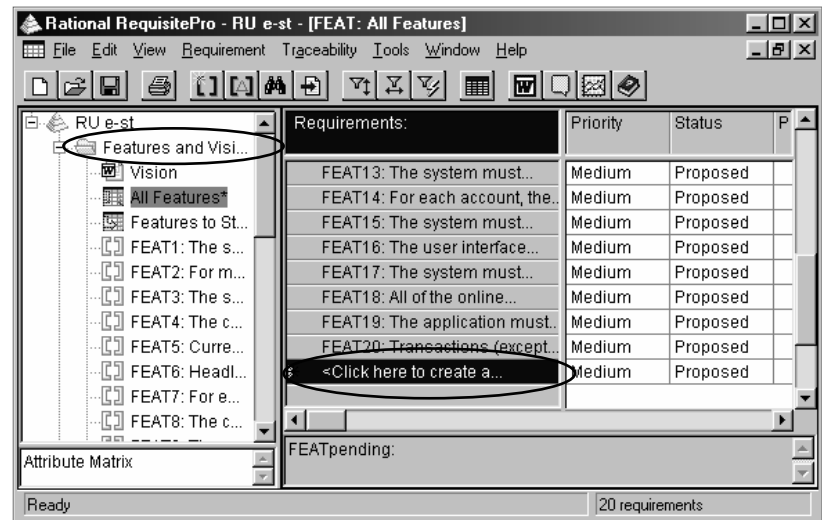 Rational RequisitePro - RU e-st - [FEAT: All Features]
File Edit View Requirement Traceability Tools Window Help
RU e-st
Features and Visi...
Vision
All Features*
Features to St...
FEAT1: The s...
FEAT2: For m...
FEAT3: The s...
FEAT4: The c...
FEAT5: Curre...
FEAT6: Headl...
FEAT7: For e...
FEAT8: The c...
Attribute Matrix
Requirements: Priority Status P
FEAT13: The system must... Medium Proposed
FEAT14: For each account, the.. Medium Proposed
FEAT15: The system must... Medium Proposed
FEAT16: The user interface... Medium Proposed
FEAT17: The system must... Medium Proposed
FEAT18: All of the online... Medium Proposed
FEAT19: The application must.. Medium Proposed
FEAT20: Transactions (except... Medium Proposed
<Click here to create a... Medium Proposed
FEATpending:
Ready 20 requirements